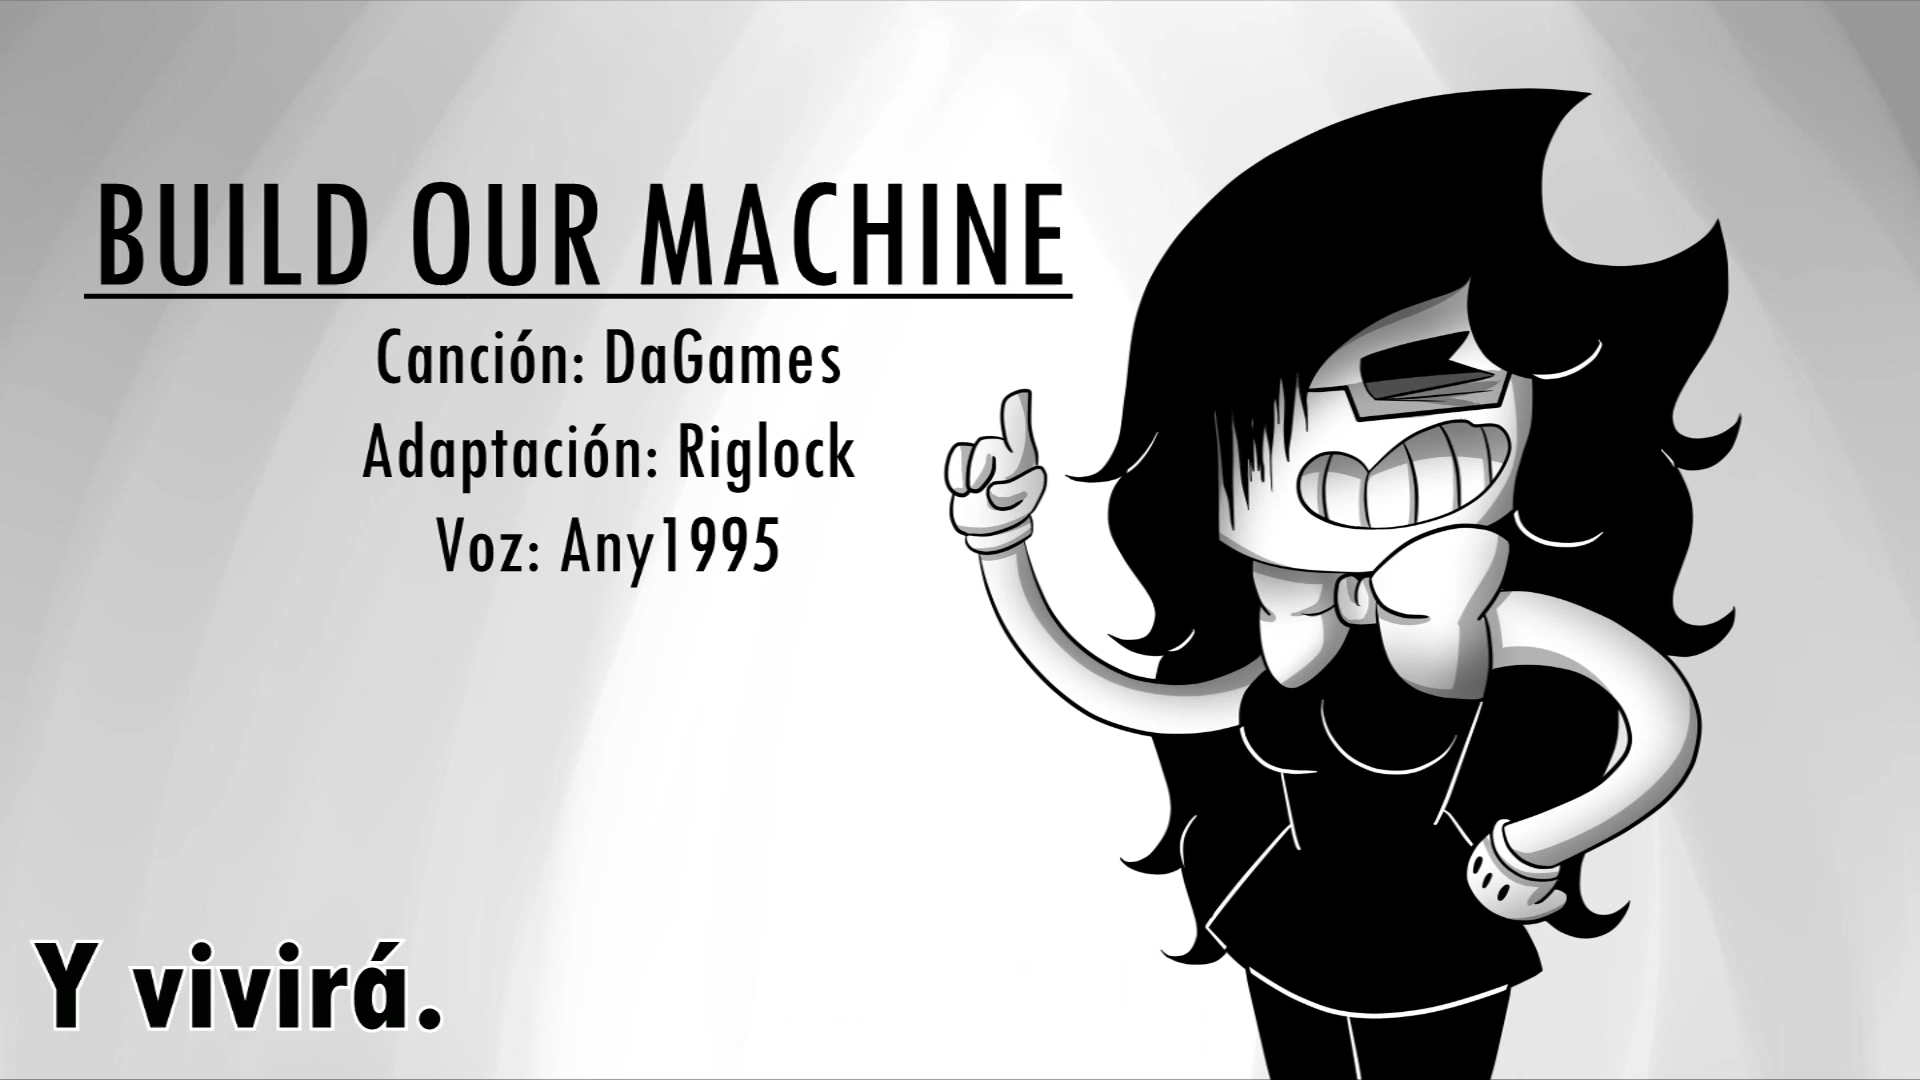 BUILD OUR MACHINE
Canción: DaGames
Adaptación: Riglock
Voz: Any1995
Y vivirá.